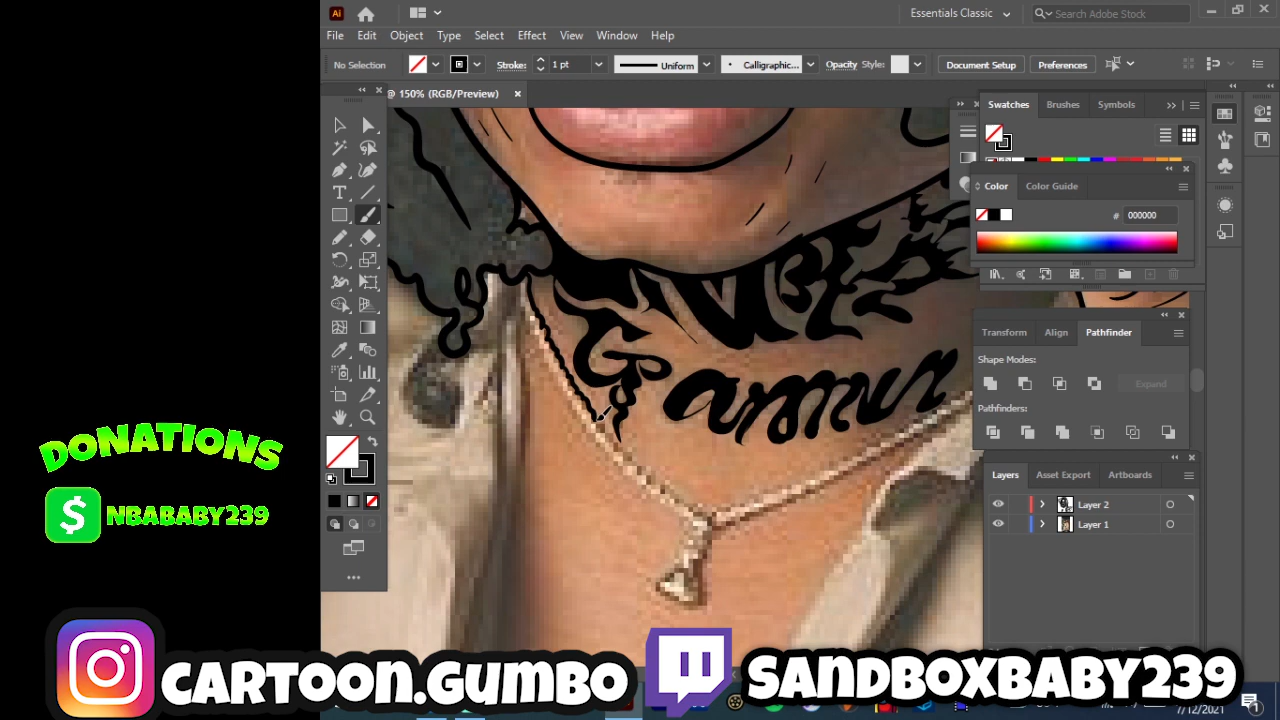 Ai
Essentials Classic
Search Adobe Stock
File Edit Object Type Select Effect View Window Help
No Selection Stroke: 1 pt Uniform Calligraphic... Opacity Style: Document Setup Preferences
@ 150% (RGB/Preview)
Swatches Brushes Symbols
Color Color Guide
# 000000
Transform Align Pathfinder
Shape Modes:
Expand
Pathfinders:
Layers Asset Export Artboards
Layer 2
Layer 1
DONATIONS
$ NBABABY239
CARTOON.GUMBO
SANDBOXBABY239
7/12/2021
1